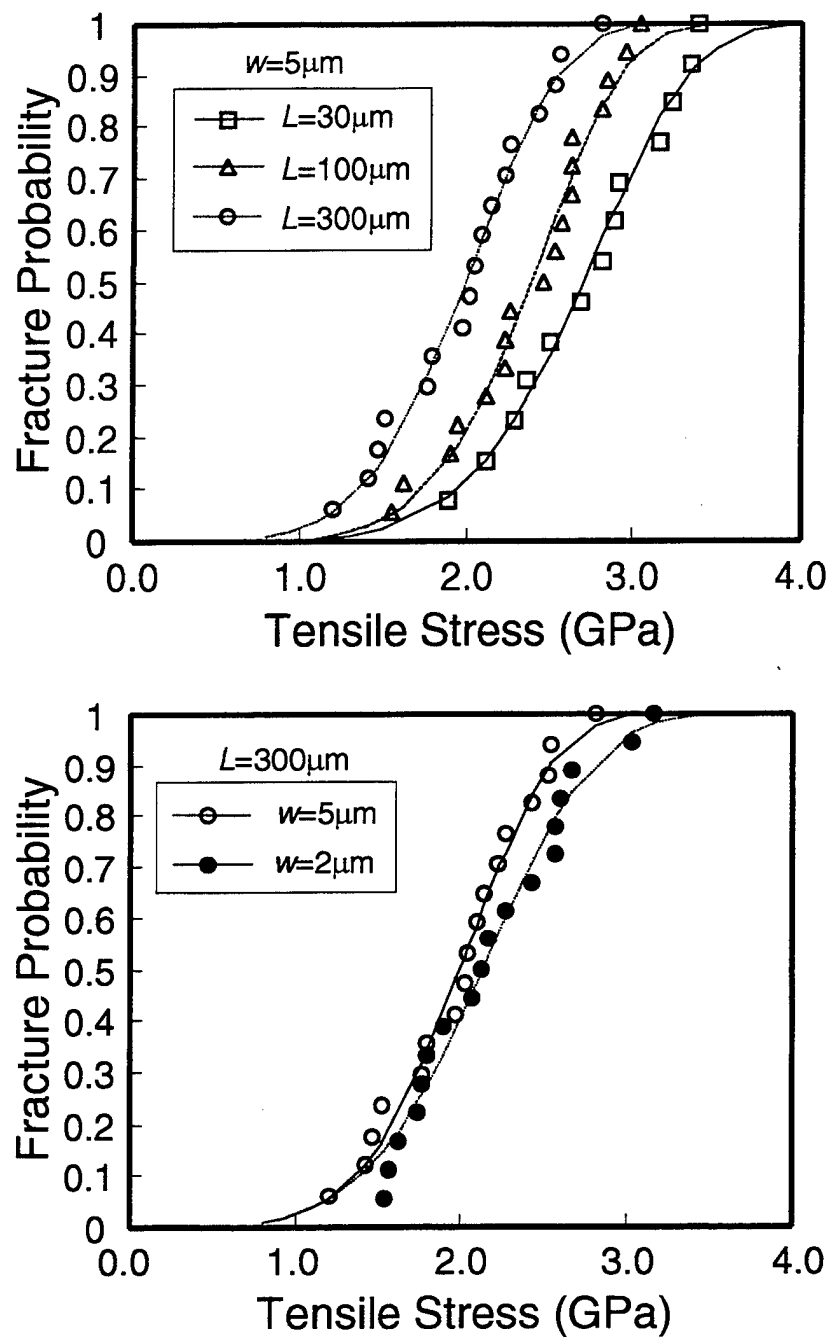 Fracture Probability
1
0.9
0.8
0.7
0.6
0.5
0.4
0.3
0.2
0.1
0
w=5μm
L=30μm
L=100μm
L=300μm
0.0 1.0 2.0 3.0 4.0
Tensile Stress (GPa)
Fracture Probability
1
0.9
0.8
0.7
0.6
0.5
0.4
0.3
0.2
0.1
0
L=300μm
w=5μm
w=2μm
0.0 1.0 2.0 3.0 4.0
Tensile Stress (GPa)